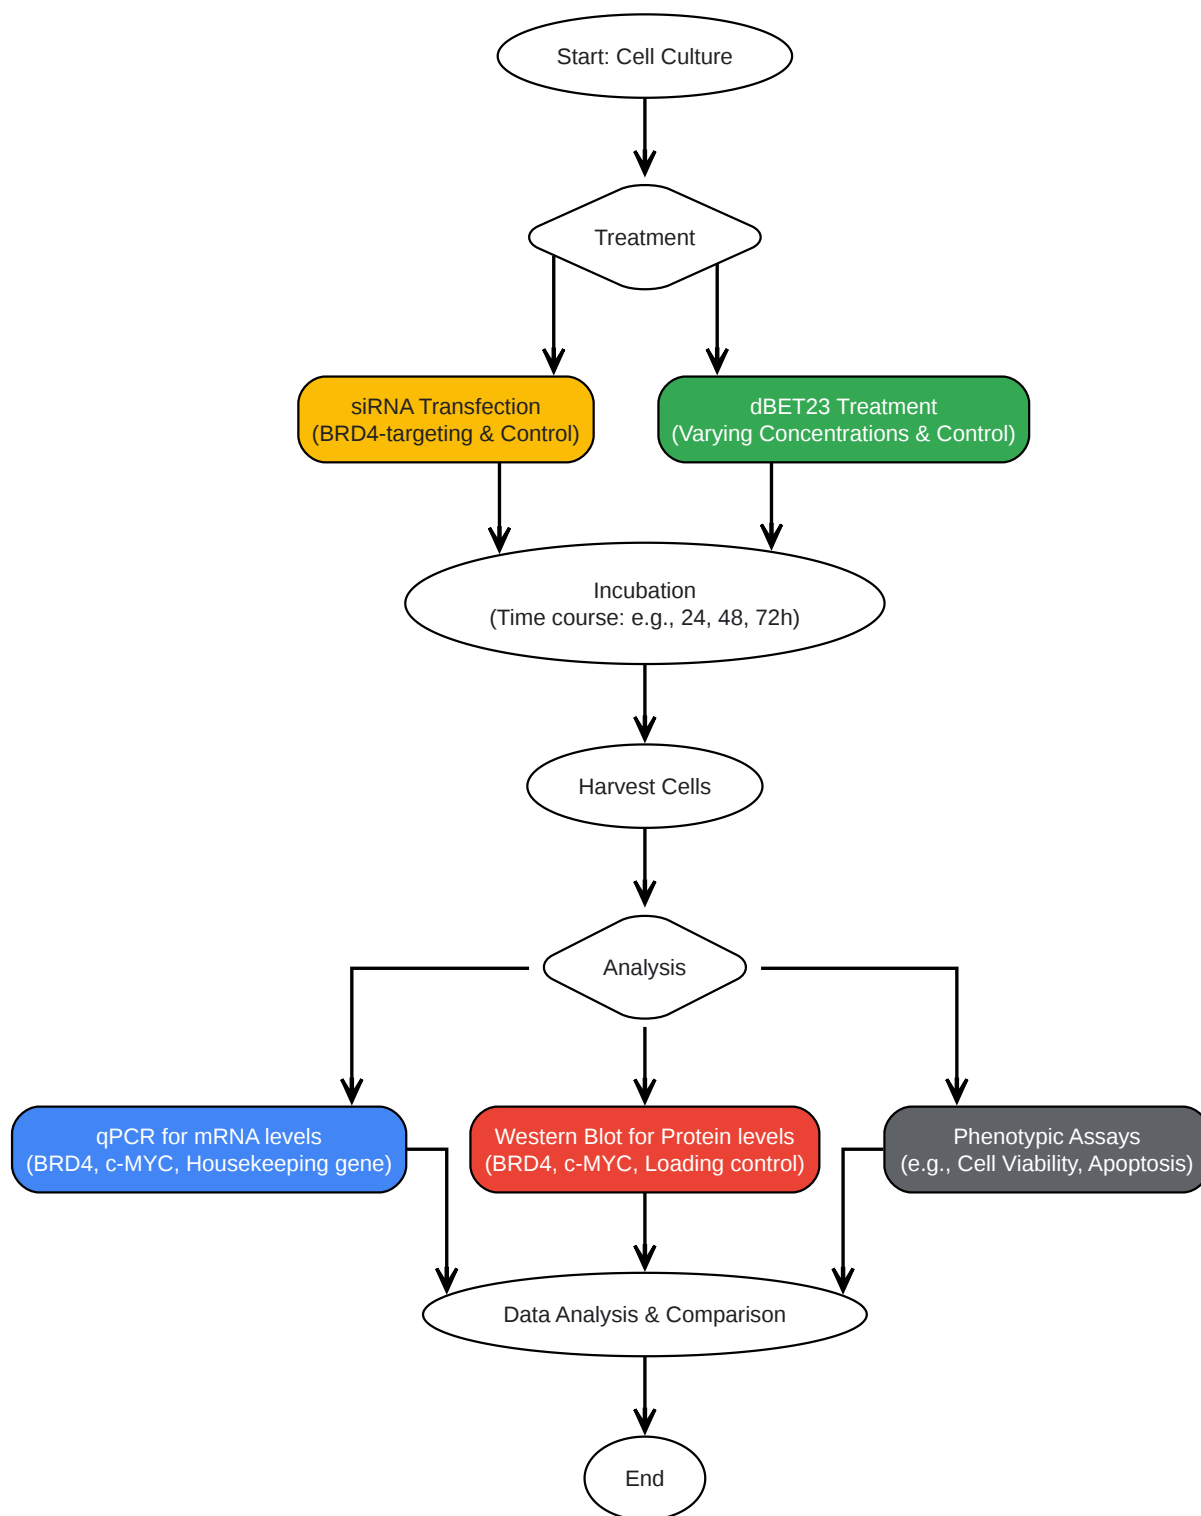 Start: Cell Culture
Treatment
siRNA Transfection
(BRD4-targeting & Control)
dBET23 Treatment
(Varying Concentrations & Control)
Incubation
(Time course: e.g., 24, 48, 72h)
Harvest Cells
Analysis
qPCR for mRNA levels
(BRD4, c-MYC, Housekeeping gene)
Western Blot for Protein levels
(BRD4, c-MYC, Loading control)
Phenotypic Assays
(e.g., Cell Viability, Apoptosis)
Data Analysis & Comparison
End